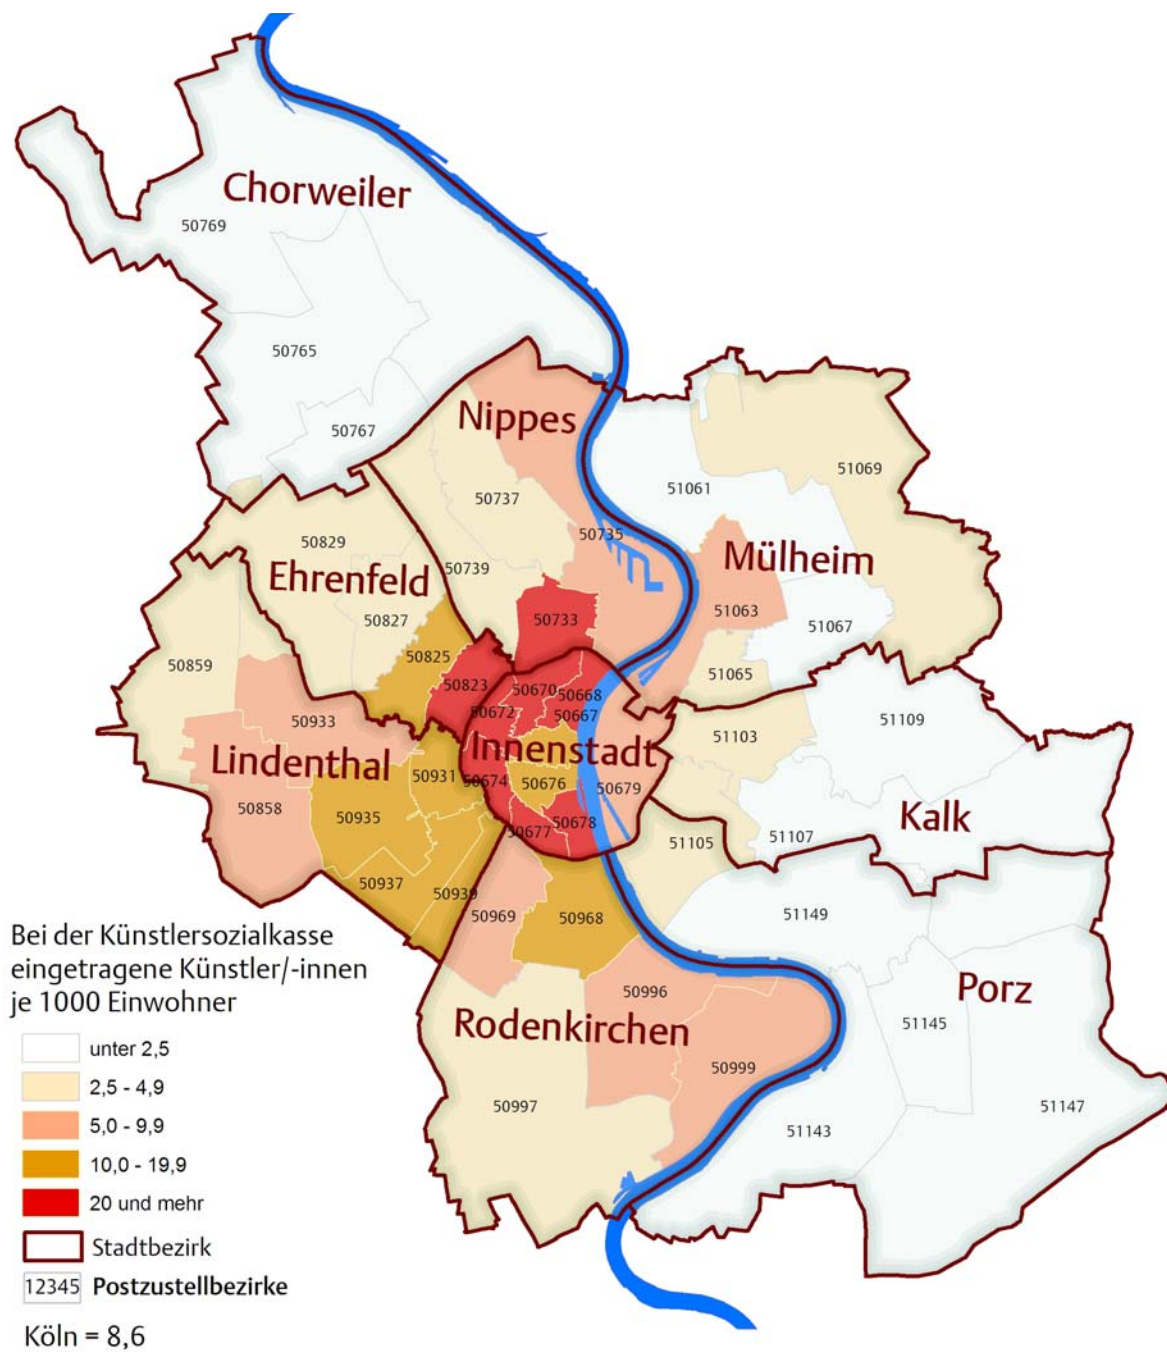 Chorweiler
50769
50765
50767
Nippes
50737
50735
50739
50733
51061
51069
Mülheim
51063
51067
51065
50829
Ehrenfeld
50827
50825
50823
50859
50933
Lindenthal
50931
50858
50935
50937
50939
50670
50668
50672
50667
Innenstadt
50674
50676
50679
50677
50678
51109
51103
Kalk
51107
51105
51149
Porz
51145
51147
51143
50969
50968
50996
Rodenkirchen
50999
50997
Bei der Künstlersozialkasse
eingetragene Künstler/-innen
je 1000 Einwohner
unter 2,5
2,5 - 4,9
5,0 - 9,9
10,0 - 19,9
20 und mehr
Stadtbezirk
12345 Postzustellbezirke
Köln = 8,6